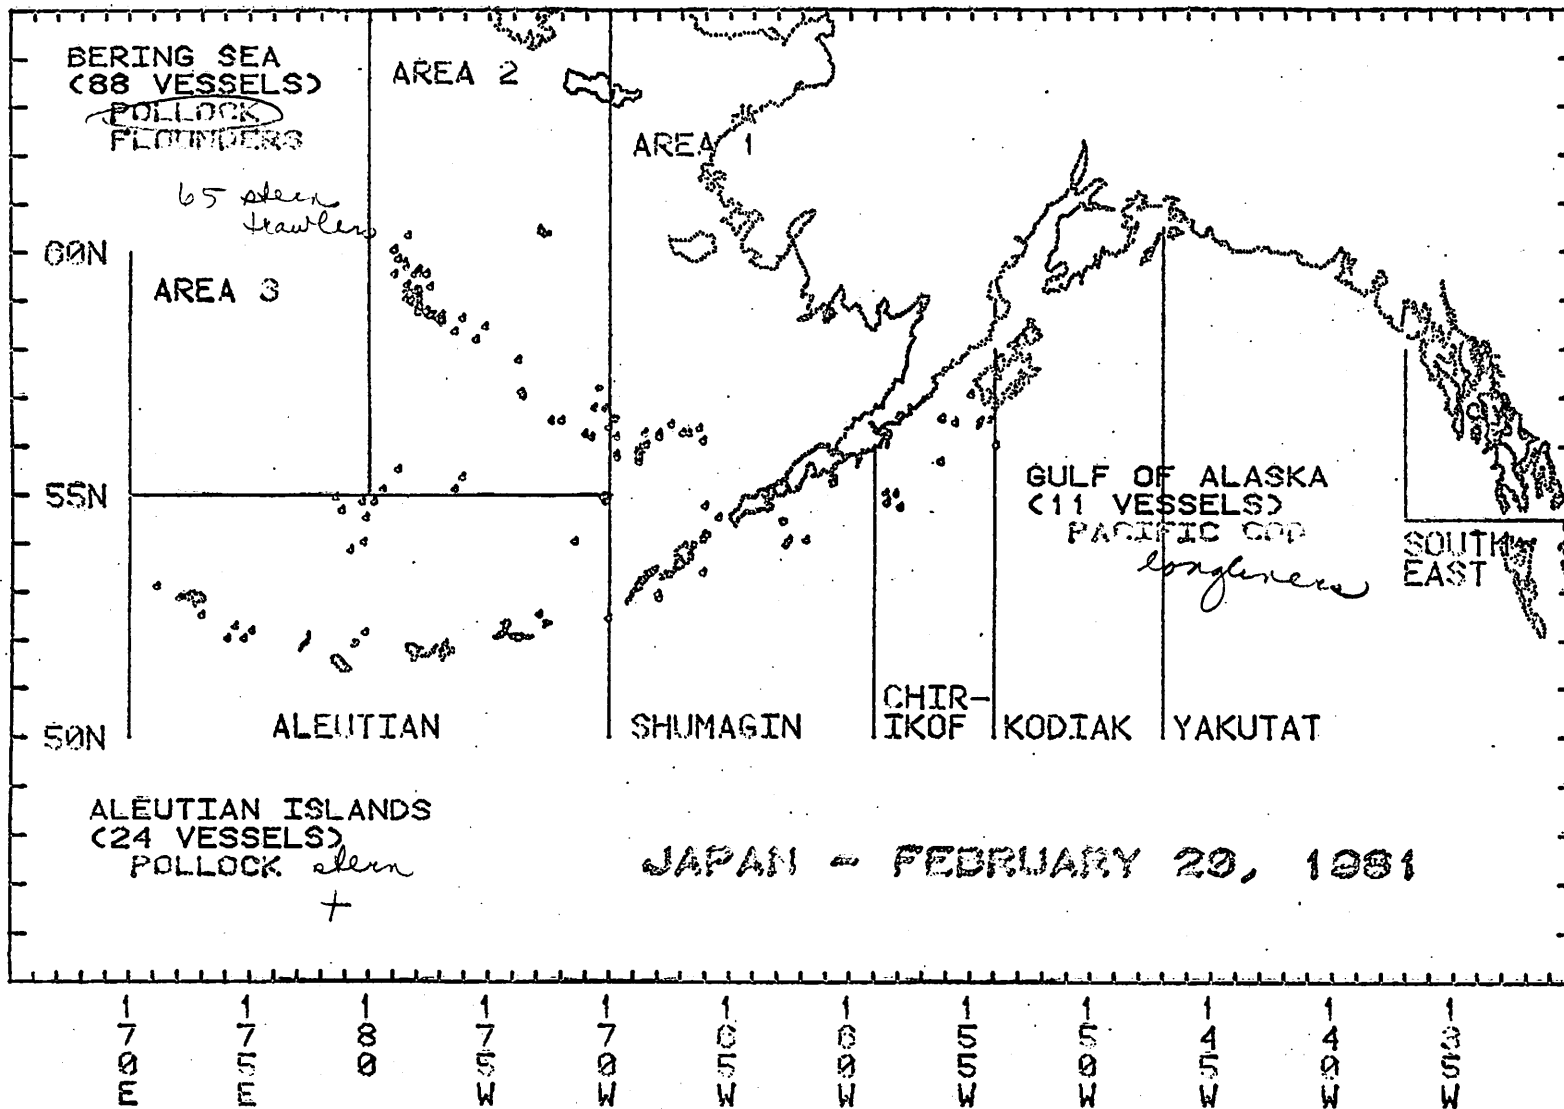 BERING SEA
(88 VESSELS)
POLLOCK
FLOUNDERS
65 stern
trawlers
AREA 2
AREA 1
60N
AREA 3
55N
GULF OF ALASKA
(11 VESSELS)
PACIFIC COD
longliners
SOUTH
EAST
50N
ALEUTIAN
SHUMAGIN
CHIR-
IKOF
KODIAK
YAKUTAT
ALEUTIAN ISLANDS
(24 VESSELS)
POLLOCK stern
+
JAPAN - FEBRUARY 20, 1981
170E
175E
180
175W
170W
165W
160W
155W
150W
145W
140W
135W